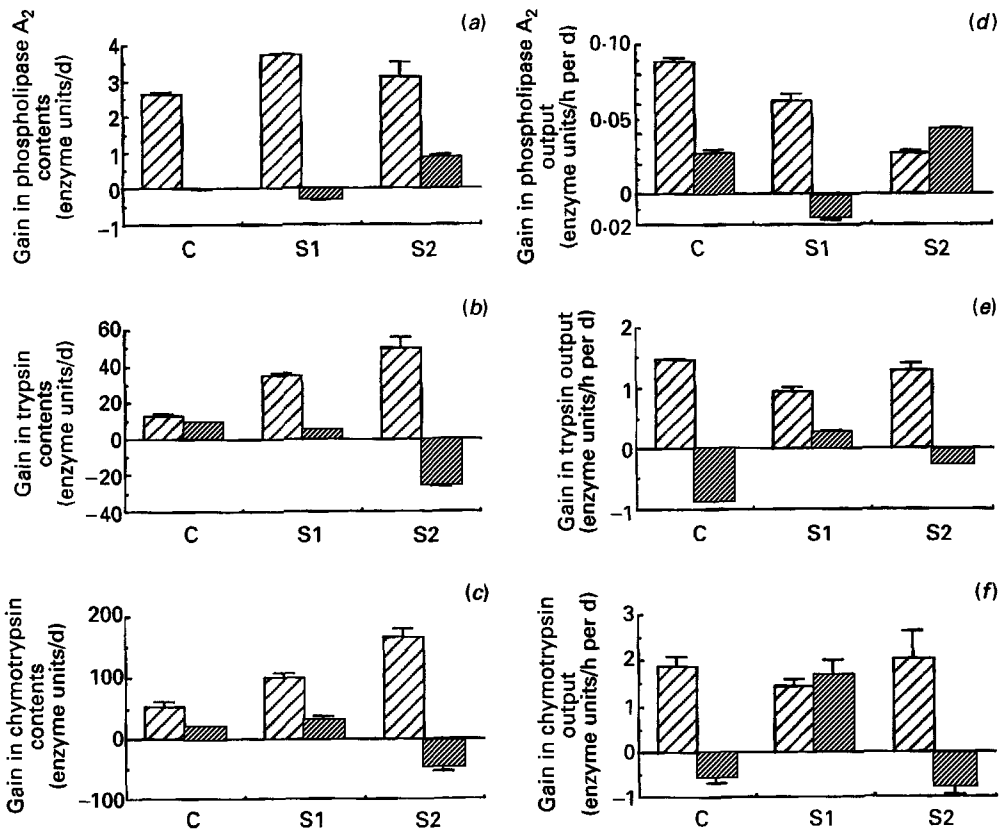 (a)
Gain in phospholipase A2
contents
(enzyme units/d)
4
3
2
1
0
−1
C S1 S2
(d)
Gain in phospholipase A2
output
(enzyme units/h per d)
0·10
0·05
0
0·02
C S1 S2
(b)
Gain in trypsin
contents
(enzyme units/d)
60
40
20
0
−20
−40
C S1 S2
(e)
Gain in trypsin output
(enzyme units/h per d)
2
1
0
−1
C S1 S2
(c)
Gain in chymotrypsin
contents
(enzyme units/d)
200
100
0
−100
C S1 S2
(f)
Gain in chymotrypsin
output
(enzyme units/h per d)
3
2
1
0
−1
C S1 S2